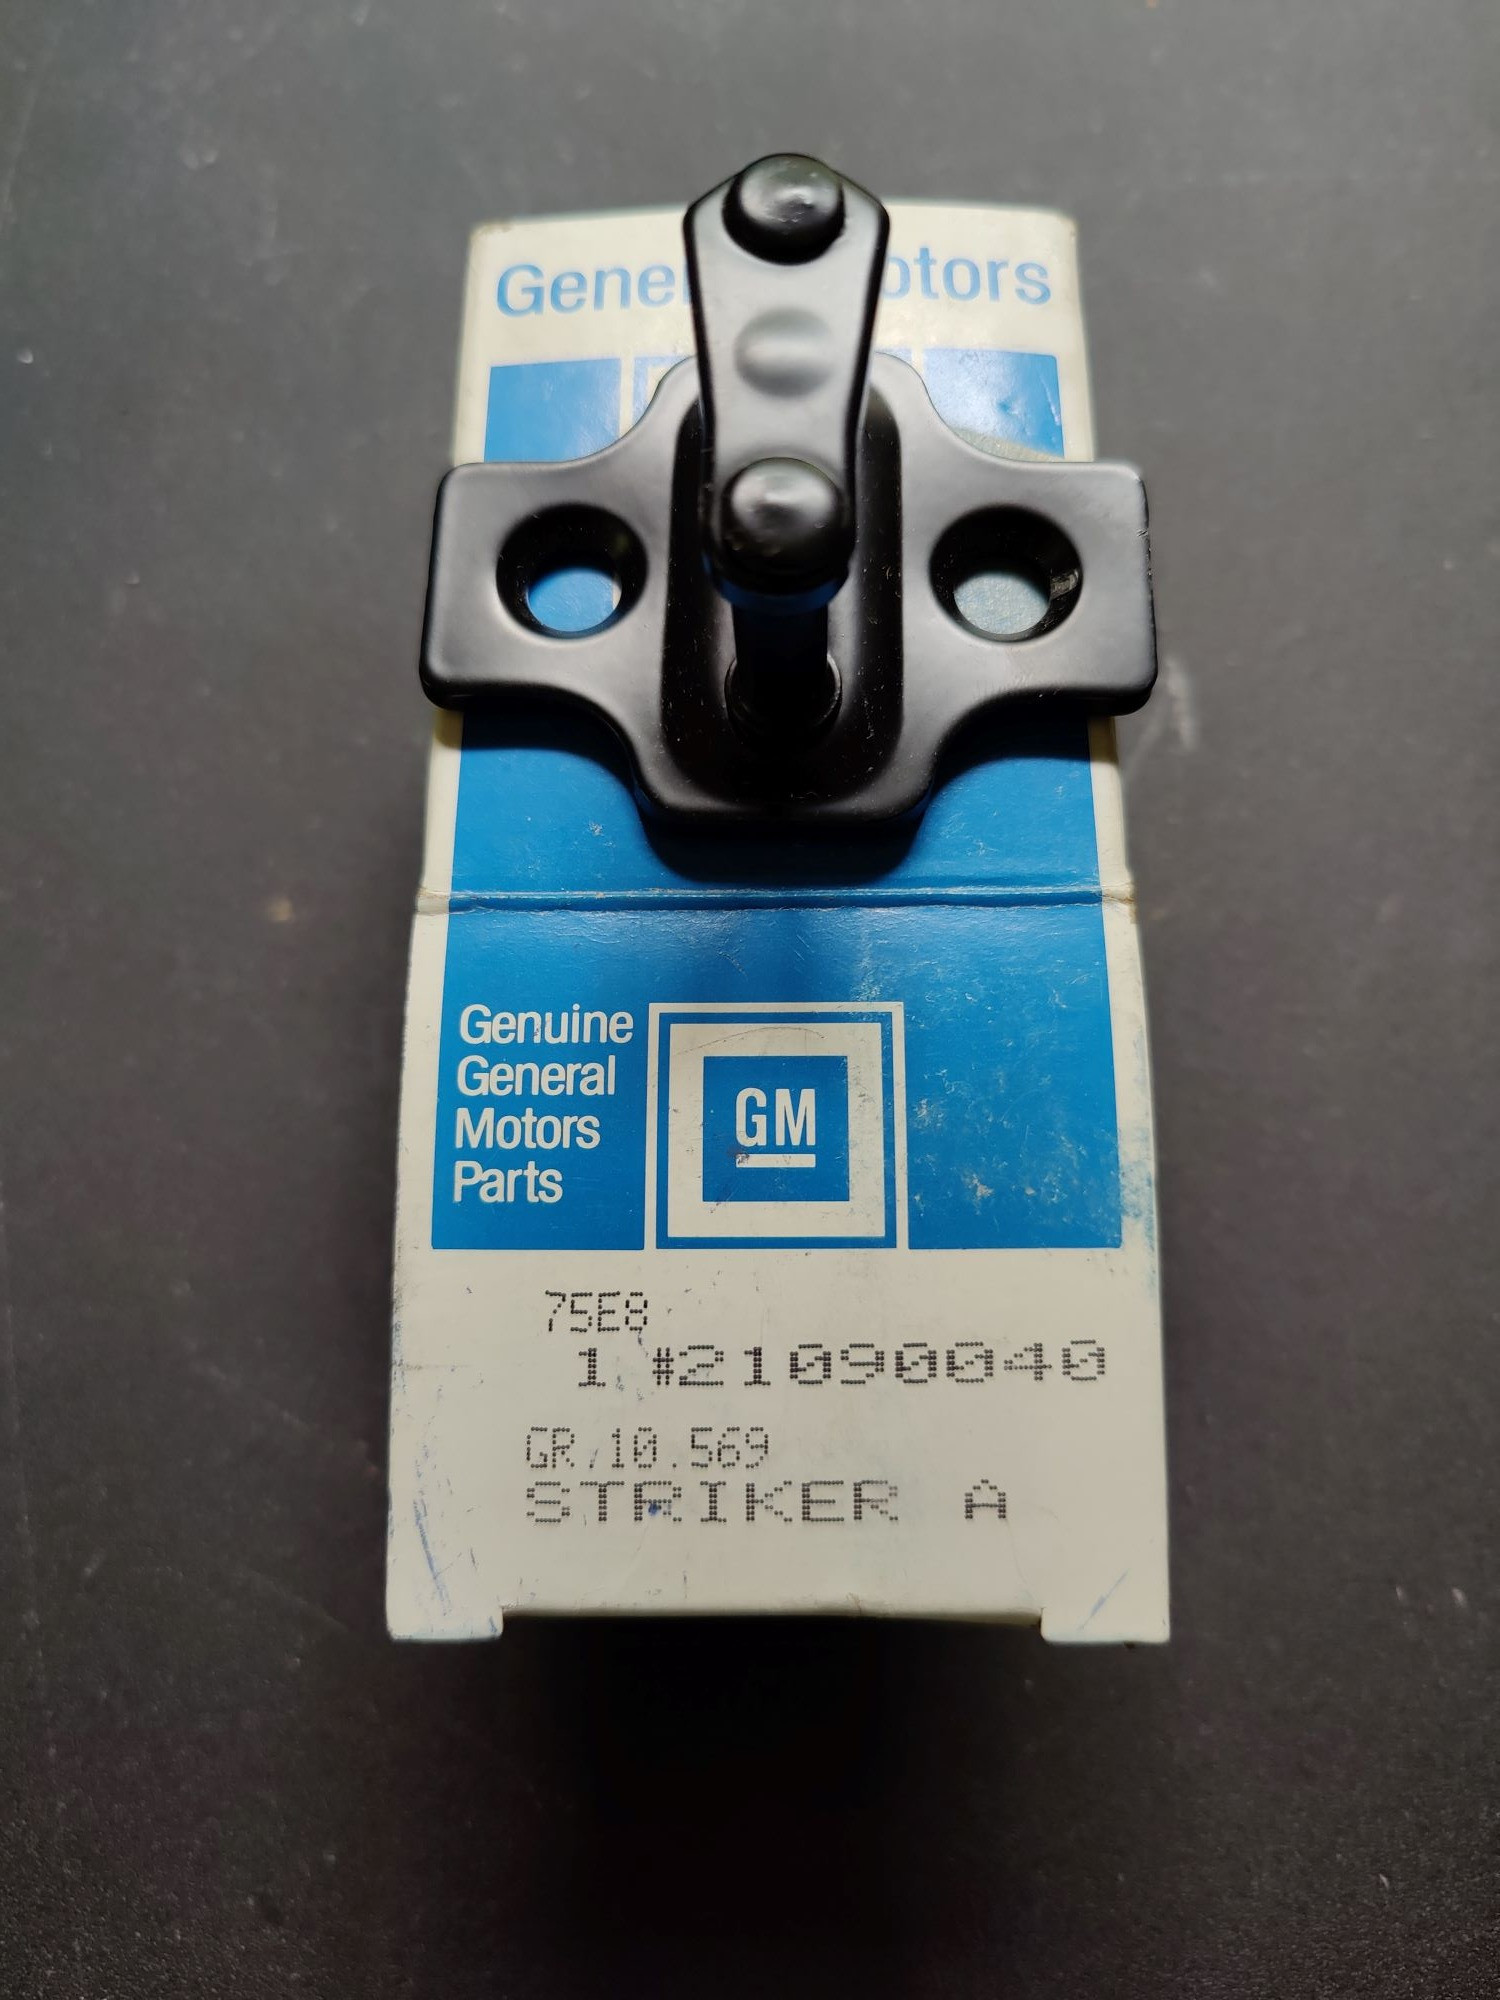 Gene otors
Genuine
General
Motors
Parts
GM
75E8
1 #21090040
GR.10.569
STRIKER A